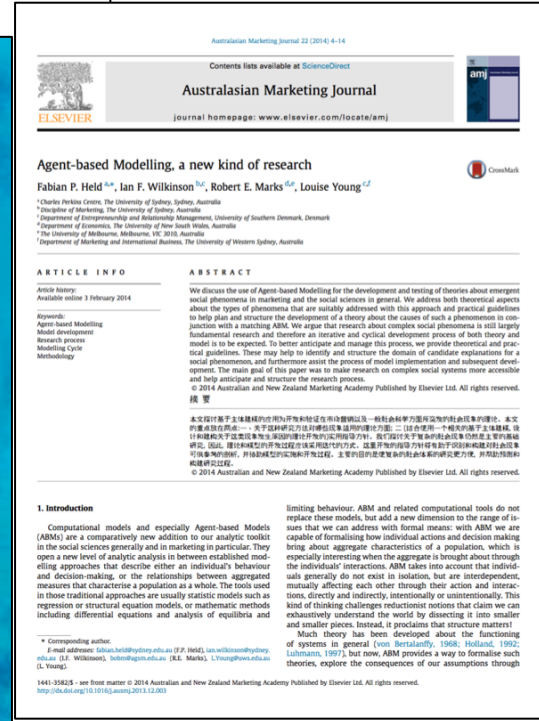 Australasian Marketing Journal 22 (2014) 4–14
Contents lists available at ScienceDirect
Australasian Marketing Journal
journal homepage: www.elsevier.com/locate/amj
ELSEVIER
amj
Agent-based Modelling, a new kind of research
CrossMark
Fabian P. Held a,*, Ian F. Wilkinson b,c, Robert E. Marks d,e, Louise Young c,f
a Charles Perkins Centre, The University of Sydney, Sydney, Australia
b Discipline of Marketing, The University of Sydney, Australia
c Department of Entrepreneurship and Relationship Management, University of Southern Denmark, Denmark
d Department of Economics, The University of New South Wales, Australia
e The University of Melbourne, Melbourne, VIC 3010, Australia
f Department of Marketing and International Business, The University of Western Sydney, Australia
ARTICLE INFO
Article history:
Available online 3 February 2014
Keywords:
Agent-based Modelling
Model development
Research process
Modelling Cycle
Methodology
ABSTRACT
We discuss the use of Agent-based Modelling for the development and testing of theories about emergent
social phenomena in marketing and the social sciences in general. We address both theoretical aspects
about the types of phenomena that are suitably addressed with this approach and practical guidelines
to help plan and structure the development of a theory about the causes of such a phenomenon in con-
junction with a matching ABM. We argue that research about complex social phenomena is still largely
fundamental research and therefore an iterative and cyclical development process of both theory and
model is to be expected. To better anticipate and manage this process, we provide theoretical and prac-
tical guidelines. These may help to identify and structure the domain of candidate explanations for a
social phenomenon, and furthermore assist the process of model implementation and subsequent devel-
opment. The main goal of this paper was to make research on complex social systems more accessible
and help anticipate and structure the research process.
© 2014 Australian and New Zealand Marketing Academy Published by Elsevier Ltd. All rights reserved.
摘 要
© 2014 Australian and New Zealand Marketing Academy Published by Elsevier Ltd. All rights reserved.
1. Introduction
Computational models and especially Agent-based Models
(ABMs) are a comparatively new addition to our analytic toolkit
in the social sciences generally and in marketing in particular. They
open a new level of analytic analysis in between established mod-
elling approaches that describe either an individual's behaviour
and decision-making, or the relationships between aggregated
measures that characterise a population as a whole. The tools used
in those traditional approaches are usually statistic models such as
regression or structural equation models, or mathematic methods
including differential equations and analysis of equilibria and
* Corresponding author.
E-mail addresses: fabian.held@sydney.edu.au (F.P. Held), ian.wilkinson@sydney.
edu.au (I.F. Wilkinson), bobm@agsm.edu.au (R.E. Marks), L.Young@uws.edu.au
(L. Young).
limiting behaviour. ABM and related computational tools do not
replace these models, but add a new dimension to the range of is-
sues that we can address with formal means: with ABM we are
capable of formalising how individual actions and decision making
bring about aggregate characteristics of a population, which is
especially interesting when the aggregate is brought about through
the individuals' interactions. ABM takes into account that individ-
uals generally do not exist in isolation, but are interdependent,
mutually affecting each other through their action and interac-
tions, directly and indirectly, intentionally or unintentionally. This
kind of thinking challenges reductionist notions that claim we can
exhaustively understand the world by dissecting it into smaller
and smaller pieces. Instead, it proclaims that structure matters!
Much theory has been developed about the functioning
of systems in general (von Bertalanffy, 1968; Holland, 1992;
Luhmann, 1997), but now, ABM provides a way to formalise such
theories, explore the consequences of our assumptions through
1441-3582/$ - see front matter © 2014 Australian and New Zealand Marketing Academy Published by Elsevier Ltd. All rights reserved.
http://dx.doi.org/10.1016/j.ausmj.2013.12.003